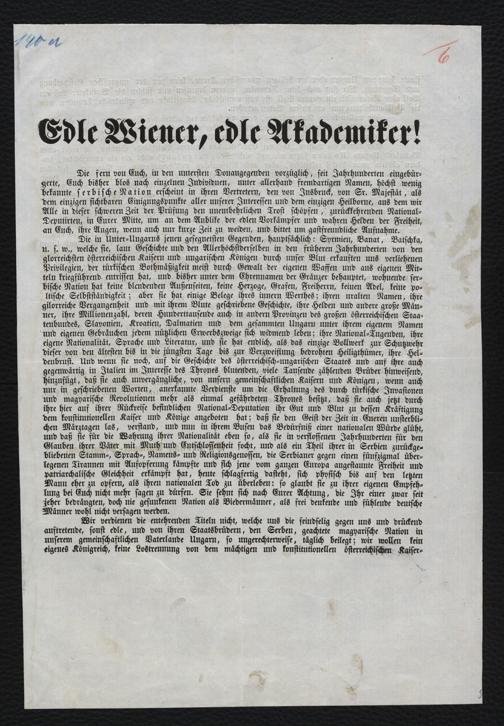 140 a
6
Edle Wiener, edle Akademiker!
Die fern von Euch, in den untersten Donaugegenden vorzüglich, seit Jahrhunderten eingebür-
gerte, Euch bisher blos nach einzelnen Individuen, unter allerhand fremdartigen Namen, höchst wenig
bekannte serbische Nation erscheint in ihren Vertretern, den von Insbruck, von Sr. Majestät, als
dem einzigen sichtbaren Einigungspunkte aller unserer Interessen und dem einzigen Heilborne, aus dem wir
Alle in dieser schweren Zeit der Prüfung den unentbehrlichen Trost schöpfen, zurückkehrenden National-
Deputirten, in Eurer Mitte, um an dem Anblike der edlen Vorkämpfer und wahren Helden der Freiheit,
an Euch, ihre Augen, wenn auch nur kurze Zeit zu weiden, und bittet um gastfreundliche Aufnahme.
Die in Unter-Ungarns jenen gesegnetesten Gegenden, hauptsächlich: Syrmien, Banat, Batschka,
u. s. w., welche sie, laut Geschichte und den Allerhöchstderselben in den früheren Jahrhunderten von den
glorreichsten österreichischen Kaisern und ungarischen Königen durch unser Blut erkauften uns verliehenen
Privilegien, der türkischen Bothmäßigkeit meist durch Gewalt der eigenen Waffen und aus eigenen Mit-
teln kriegführend entrissen hat, und bisher unter dem Ehrennamen der Gränzer behauptet, wohnende ser-
bische Nation hat keine blendenden Außenseiten, keine Herzoge, Grafen, Freiherrn, keinen Adel, keine po-
litische Selbstständigkeit; aber sie hat einige Belege ihres innern Werths; ihren uralten Namen, ihre
glorreiche Vergangenheit und mit ihrem Blute geschriebene Geschichte, ihre Helden und andere große Män-
ner, ihre Millionenzahl, deren Hunderttausende auch in andern Provinzen des großen österreichischen Staa-
tenbundes, Slavonien, Kroatien, Dalmatien und dem gesammten Ungarn unter ihrem eigenem Namen
und eigenen Gebräuchen jedem nützlichen Erwerbszweige sich widmend leben; ihre National-Tugenden, ihre
eigene Nationalität, Sprache und Literatur, und sie hat endlich, als das einzige Bollwerk zur Schutzwehr
dieser von den ältesten bis in die jüngsten Tage bis zur Verzweiflung bedrohten Heiligthümer, ihre Hel-
denbrust. Und wenn sie noch, auf die Geschichte des österreichisch-ungarischen Staates und auf ihre auch
gegenwärtig in Italien im Interesse des Thrones blutenden, viele Tausende zählenden Brüder hinweisend,
hinzufügt, daß sie auch unvergängliche, von unsern gemeinschaftlichen Kaisern und Königen, wenn auch
nur in geschriebenen Worten, anerkannte Verdienste um die Erhaltung des durch türkische Invasionen
und magyarische Revolutionen mehr als einmal gefährdeten Thrones besitzt, daß sie auch jetzt durch
ihre hier auf ihrer Rückreise befindlichen National-Deputirten ihr Gut und Blut zu dessen Kräftigung
dem konstitutionellen Kaiser und Könige angeboten hat; daß sie den Geist der Zeit in Eueren unsterbli-
chen Märztagen las, verstand, und nun in ihrem Busen das Bedürfniß einer nationalen Würde glüht,
und daß sie für die Wahrung ihrer Nationalität eben so, als sie in verflossenen Jahrhunderten für den
Glauben ihrer Väter mit Muth und Entschlossenheit focht, und als ein Theil ihrer in Serbien zurückge-
bliebenen Stamm-, Sprach-, Namens- und Religionsgenossen, die Serbianer gegen einen fünfzigmal über-
legenen Tirannen mit Aufopferung kämpfte und sich jene vom ganzen Europa angestaunte Freiheit und
patriarchalische Gleichheit erkämpft hat, heute schlagfertig dasteht, sich physisch bis auf den letzten
Mann eher zu opfern, als ihren nationalen Tod zu überleben: so glaubt sie zu ihrer eigenen Empfeh-
lung bei Euch nicht mehr sagen zu dürfen. Sie sehnt sich nach Eurer Achtung, die Ihr einer zwar seit
jeher bedrängten, doch nie gesunkenen Nation als Biedermänner, als frei denkende und fühlende deutsche
Männer wohl nicht versagen werdet.
Wir verdienen die entehrenden Titeln nicht, welche uns die feindselig gegen uns und drückend
auftretende, sonst edle, und von ihren Staatsbrüdern, den Serben, geachtete magyarische Nation in
unserem gemeinschaftlichen Vaterlande Ungarn, so ungerechterweise, täglich beilegt; wir wollen kein
eigenes Königreich, keine Lostrennung von dem mächtigen und konstitutionellen österreichischen Kaiser-